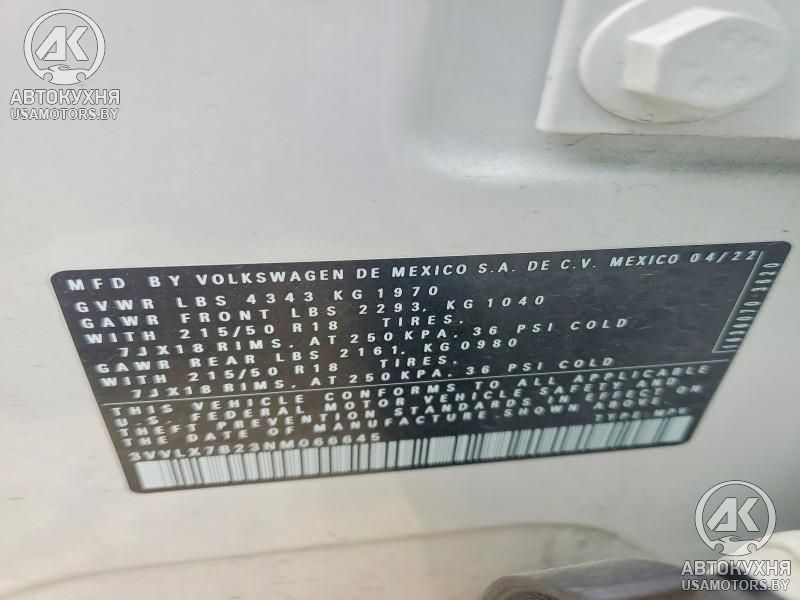 AK
АВТОКУХНЯ
USAMOTORS.BY
MFD BY VOLKSWAGEN DE MEXICO S.A. DE C.V. MEXICO 04/22
GVWR LBS 4343 KG 1970
GAWR FRONT LBS 2293, KG 1040
WITH 215/50 R18 TIRES.
7JX18 RIMS. AT 250 KPA. 36 PSI COLD
GAWR REAR LBS 2161, KG 0980
WITH 215/50 R18 TIRES.
7JX18 RIMS. AT 250 KPA. 36 PSI COLD
THIS VEHICLE CONFORMS TO ALL APPLICABLE
U.S. FEDERAL MOTOR VEHICLE SAFETY AND
THEFT PREVENTION STANDARDS IN EFFECT ON
THE DATE OF MANUFACTURE SHOWN ABOVE.
3VVLX7B23NM066645 TYPE: MPV
AK
АВТОКУХНЯ
USAMOTORS.BY